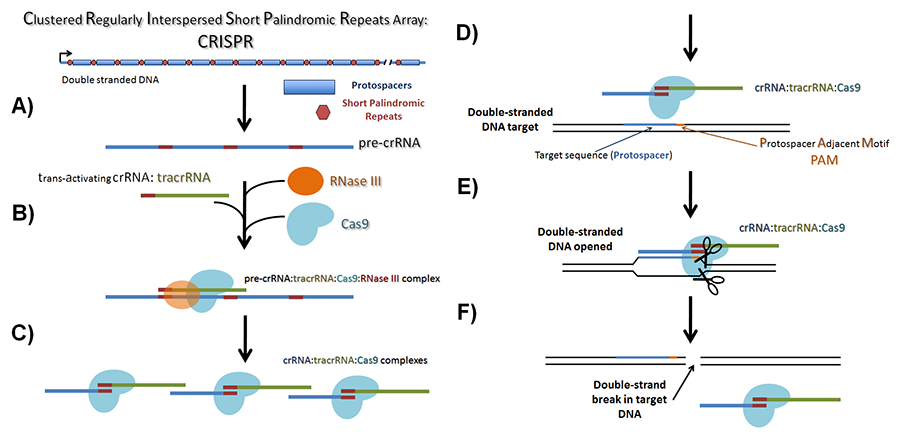 Clustered Regularly Interspersed Short Palindromic Repeats Array:
CRISPR
Double stranded DNA
Protospacers
Short Palindromic
Repeats
A)
pre-crRNA
trans-activating crRNA: tracrRNA
RNase III
B)
Cas9
pre-crRNA:tracrRNA:Cas9:RNase III complex
C)
crRNA:tracrRNA:Cas9 complexes
D)
crRNA:tracrRNA:Cas9
Double-stranded
DNA target
Target sequence (Protospacer)
Protospacer Adjacent Motif
PAM
E)
crRNA:tracrRNA:Cas9
Double-stranded
DNA opened
F)
Double-strand
break in target
DNA